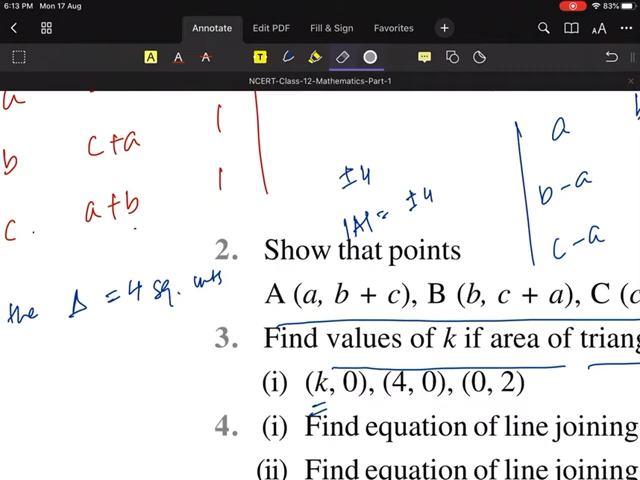 6:13 PM Mon 17 Aug
83%
Annotate Edit PDF Fill & Sign Favorites
NCERT-Class-12-Mathematics-Part-1
a
b c+a 1
c. a+b 1
±4
|A| = ±4
a
b-a
c-a
the Δ = 4 sq. units
2. Show that points
A (a, b + c), B (b, c + a), C (c
3. Find values of k if area of triang
(i) (k, 0), (4, 0), (0, 2)
4. (i) Find equation of line joining
(ii) Find equation of line joining